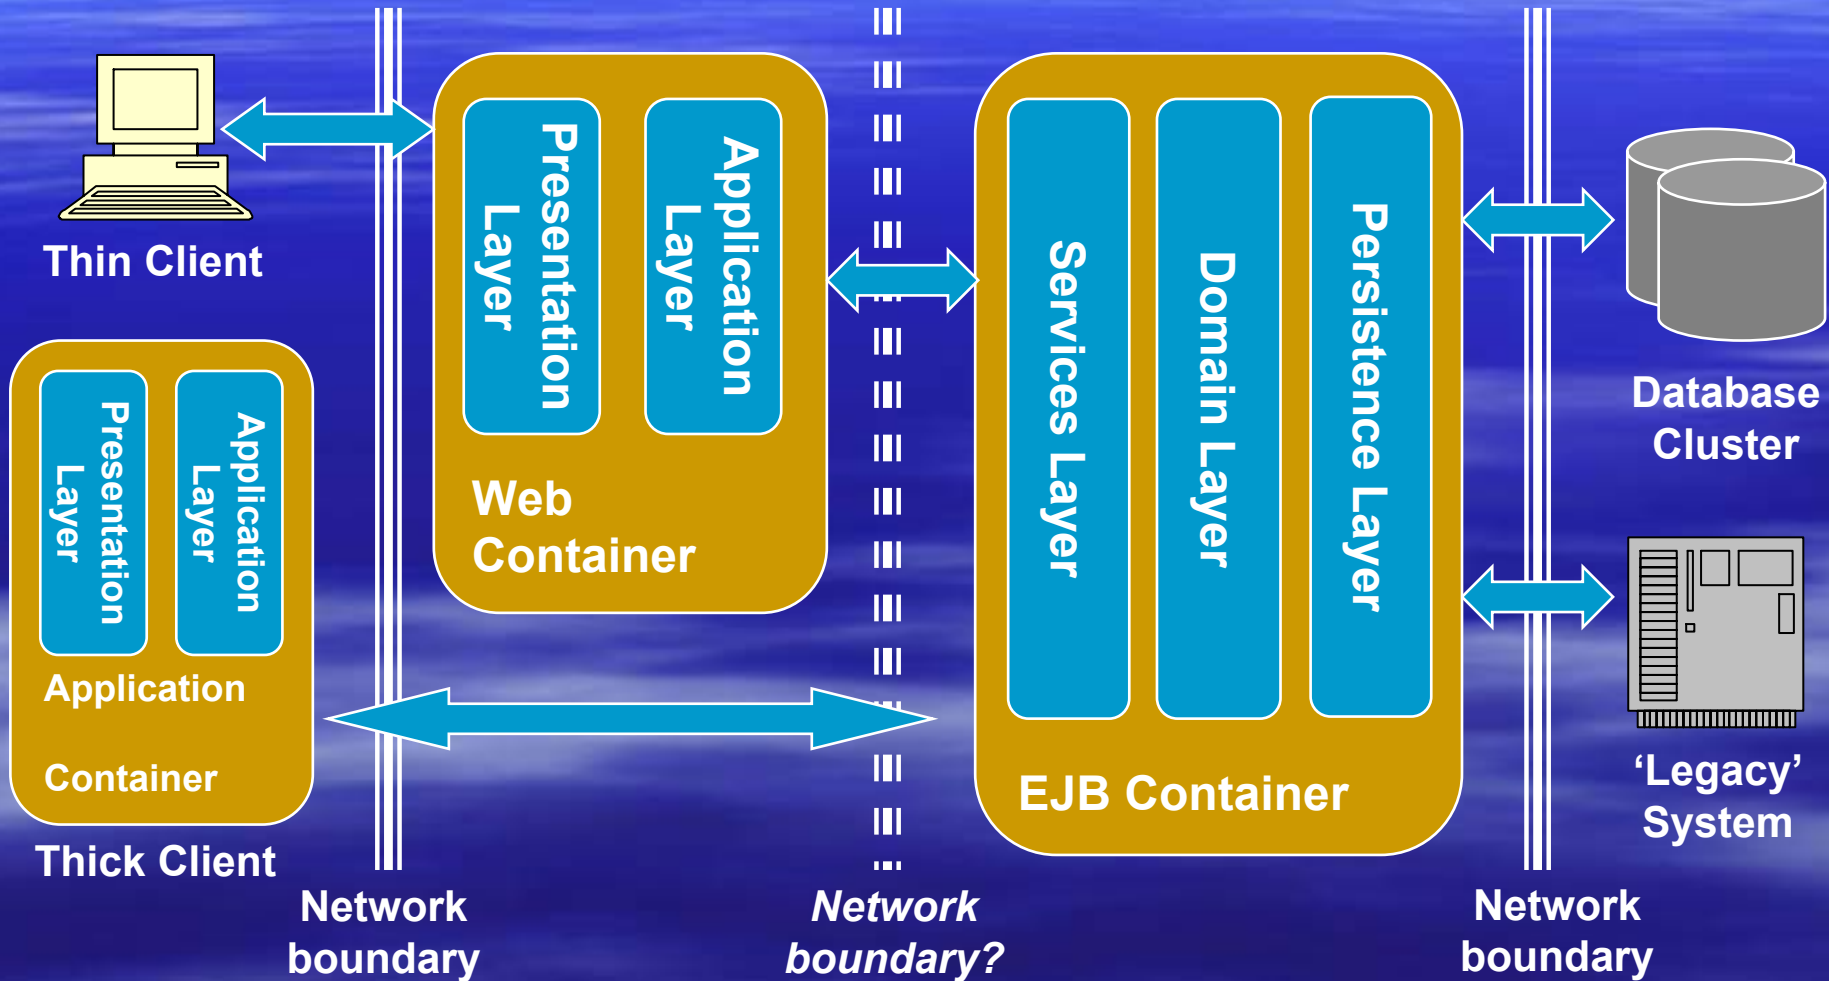 Thin Client
Presentation
Layer
Application
Layer
Application
Container
Thick Client
Network
boundary
Presentation
Layer
Application
Layer
Web
Container
Network
boundary?
Services Layer
Domain Layer
Persistence Layer
EJB Container
Network
boundary
Database
Cluster
‘Legacy’
System